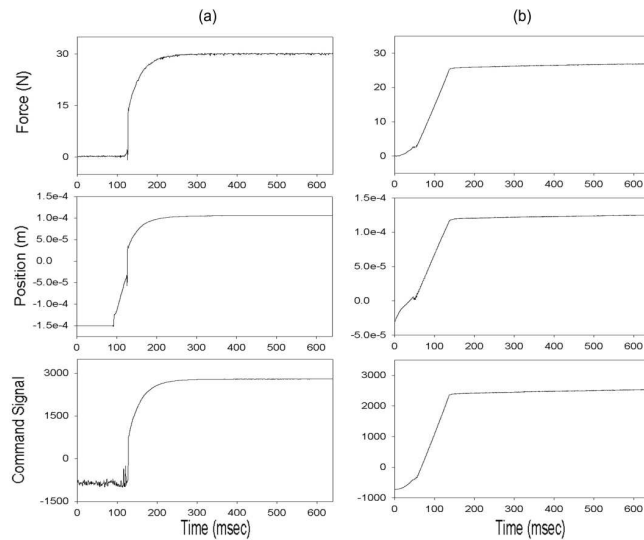 (a) (b)
Force (N)
30
15
0
0 100 200 300 400 500 600
30
20
10
0
0 100 200 300 400 500 600
Position (m)
1.5e-4
1.0e-4
5.0e-5
0.0
-5.0e-5
-1.0e-4
-1.5e-4
0 100 200 300 400 500 600
1.5e-4
1.0e-4
5.0e-5
0.0
-5.0e-5
0 100 200 300 400 500 600
Command Signal
3000
1500
0
-1500
0 100 200 300 400 500 600
3000
2000
1000
0
-1000
0 100 200 300 400 500 600
Time (msec) Time (msec)